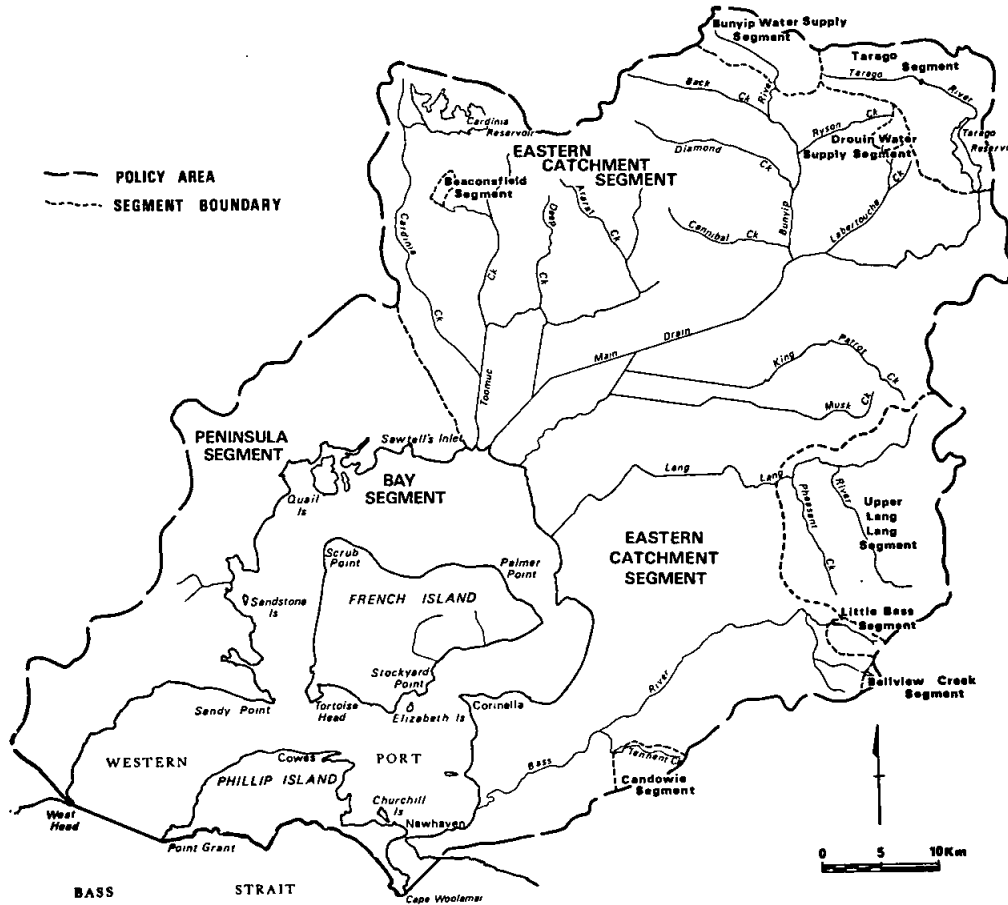 Bunyip Water Supply
Segment
Tarago
Segment
Tarago
River
Back
Ck
River
Cardinia
Reservoir
EASTERN
CATCHMENT
SEGMENT
Ryson
Ck
Drouin Water
Supply Segment
Tarago
Reservoir
Diamond
Ck
POLICY AREA
SEGMENT BOUNDARY
Beaconsfield
Segment
Ararat
Ck
Deep
Ck
Cannibal
Ck
Bunyip
Labertouche
Ck
Cardinia
Ck
Ck
Main
Drain
Toomuc
King
Parrot
Ck
Musk
Ck
PENINSULA
SEGMENT
Sawtell's Inlet
BAY
SEGMENT
Quail
Is
Lang
Lang
River
Pheasant
Ck
Upper
Lang
Lang
Segment
EASTERN
CATCHMENT
SEGMENT
Scrub
Point
Palmer
Point
FRENCH ISLAND
Sandstone
Is
Little Bass
Segment
Stockyard
Point
Bellview Creek
Segment
Sandy Point
Tortoise
Head
Elizabeth Is
Corinella
River
WESTERN
PORT
Cowes
PHILLIP ISLAND
Bass
Tennent Ck
Candowie
Segment
Churchill
Is
Newhaven
West
Head
Point Grant
0 5 10Km
BASS STRAIT
Cape Woolamai